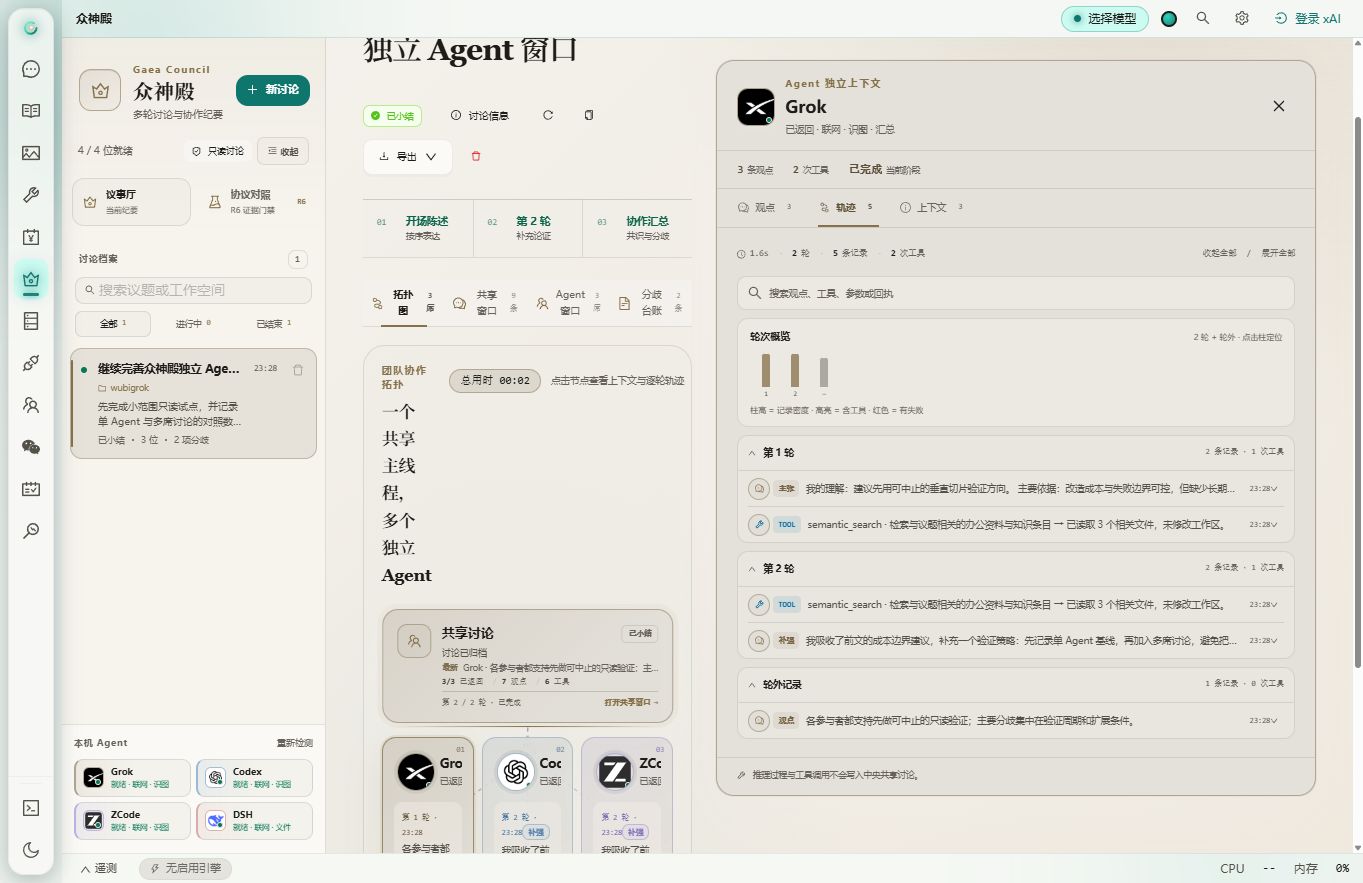 众神殿
选择模型
登录 xAI
Gaea Council
众神殿
多轮讨论与协作纪要
新讨论
4 / 4 位就绪
只读讨论
收起
议事厅
当前纪要
协议对照
R6 证据门禁
R6
讨论档案
1
搜索议题或工作空间
全部 1
进行中 0
已结束 1
继续完善众神殿独立 Age...
23:28
wubigrok
先完成小范围只读试点，并记录
单 Agent 与多席讨论的对照数...
已小结 · 3 位 · 2 项分歧
本机 Agent
重新检测
Grok
就绪·联网·识图
Codex
就绪·联网·识图
ZCode
就绪·联网·识图
DSH
就绪·联网·文件
独立 Agent 窗口
已小结
讨论信息
导出
01
开场陈述
按序表达
02
第 2 轮
补充论证
03
协作汇总
共识与分歧
拓扑图
3 席
共享窗口
9 条
Agent 窗口
3 席
分歧台账
2 条
团队协作
拓扑
总用时 00:02
点击节点查看上下文与逐轮轨迹
一个
共享
主线
程,
多个
独立
Agent
共享讨论
已小结
讨论已归档
最新 Grok · 各参与者都支持先做可中止的只读验证；主...
3/3 已返回 / 7 观点 / 6 工具
第 2 / 2 轮 · 已完成
打开共享窗口 →
01
Gro
已返回
第 1 轮 ·
23:28
各参与者都
02
Coc
已返回
第 2 轮 ·
23:28 补强
我吸收了前
03
ZCc
已返回
第 2 轮 ·
23:28 补强
我吸收了前
Agent 独立上下文
Grok
已返回 · 联网 · 识图 · 汇总
3 条观点
2 次工具
已完成 当前阶段
观点 3
轨迹 5
上下文 3
1.6s · 2 轮 · 5 条记录 · 2 次工具
收起全部 / 展开全部
搜索观点、工具、参数或回执
轮次概览
2 轮 + 轮外 · 点击柱定位
1
2
—
柱高 = 记录密度 · 高亮 = 含工具 · 红色 = 有失败
第 1 轮
2 条记录 · 1 次工具
主张
我的理解：建议先用可中止的垂直切片验证方向。 主要依据：改造成本与失败边界可控，但缺少长期...
23:28
TOOL
semantic_search · 检索与议题相关的办公资料与知识条目 → 已读取 3 个相关文件，未修改工作区。
23:28
第 2 轮
2 条记录 · 1 次工具
TOOL
semantic_search · 检索与议题相关的办公资料与知识条目 → 已读取 3 个相关文件，未修改工作区。
23:28
补强
我吸收了前文的成本边界建议，补充一个验证策略：先记录单 Agent 基线，再加入多席讨论，避免把...
23:28
轮外记录
1 条记录 · 0 次工具
观点
各参与者都支持先做可中止的只读验证；主要分歧集中在验证周期和扩展条件。
23:28
推理过程与工具调用不会写入中央共享讨论。
遥测
无启用引擎
CPU --
内存 0%